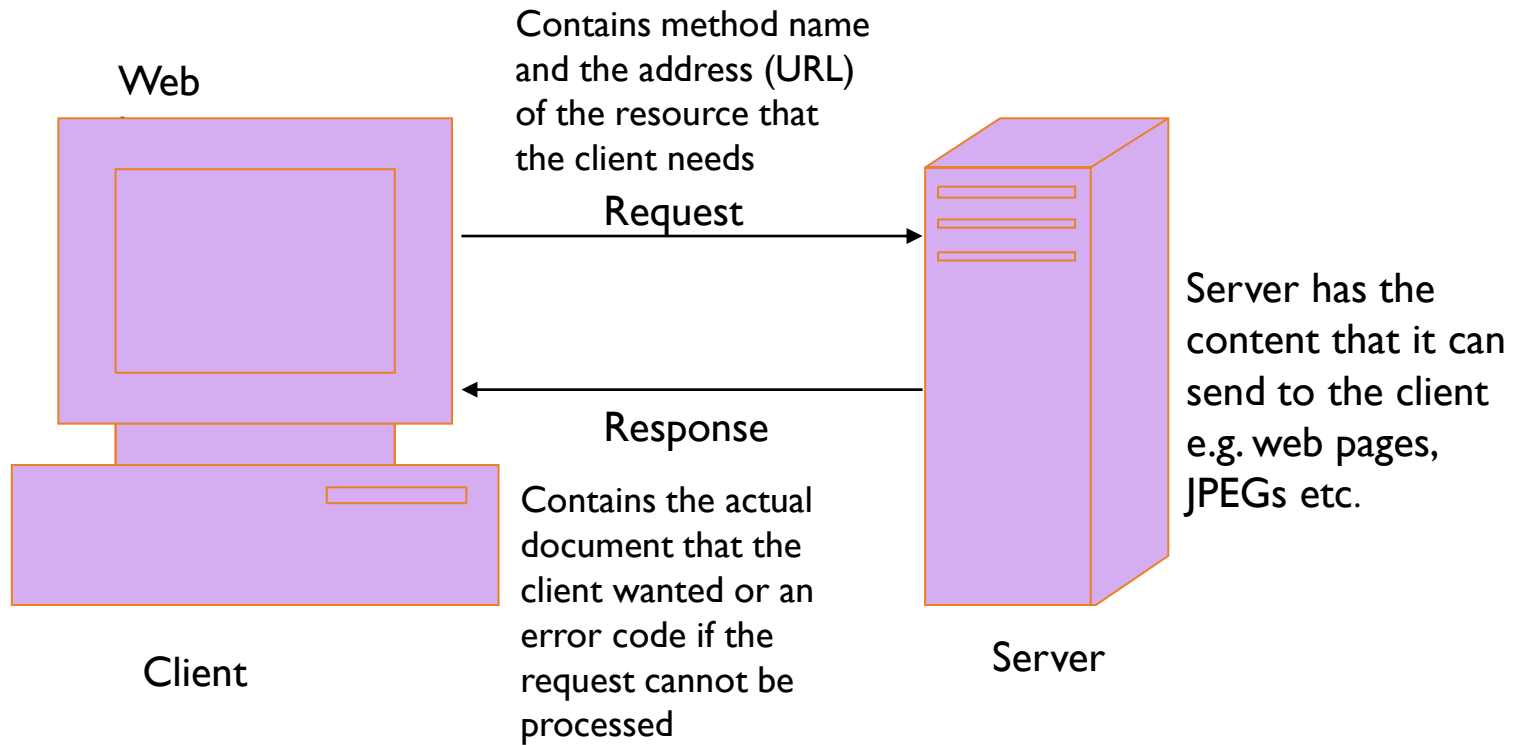 Web
Contains method name
and the address (URL)
of the resource that
the client needs
Request
Response
Contains the actual
document that the
client wanted or an
error code if the
request cannot be
processed
Client
Server
Server has the
content that it can
send to the client
e.g. web pages,
JPEGs etc.